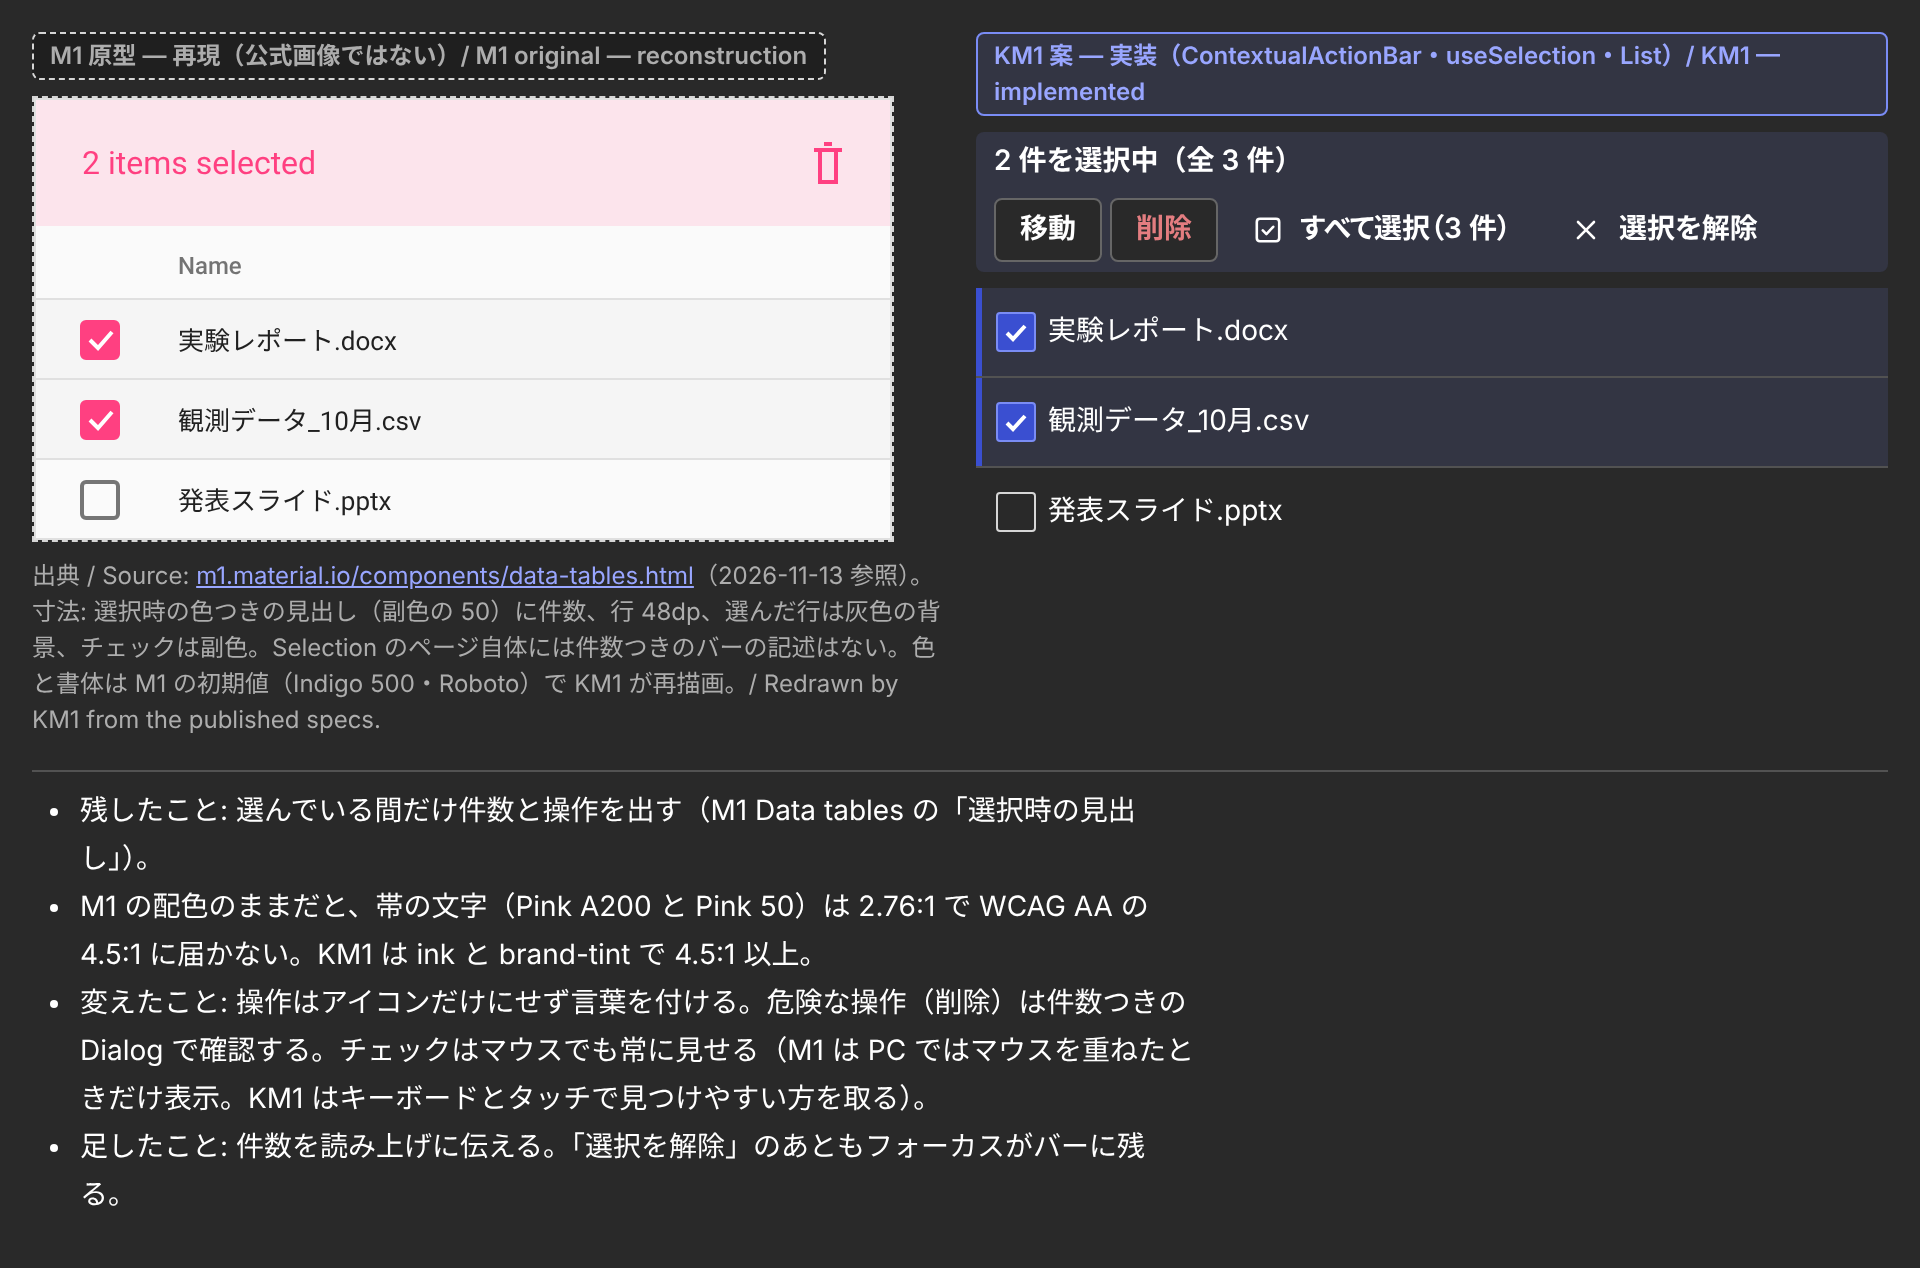 M1 原型 — 再現（公式画像ではない）/ M1 original — reconstruction
2 items selected
Name
実験レポート.docx
観測データ_10月.csv
発表スライド.pptx
出典 / Source: m1.material.io/components/data-tables.html（2026-11-13 参照）。
寸法: 選択時の色つきの見出し（副色の 50）に件数、行 48dp、選んだ行は灰色の背
景、チェックは副色。Selection のページ自体には件数つきのバーの記述はない。色
と書体は M1 の初期値（Indigo 500・Roboto）で KM1 が再描画。/ Redrawn by
KM1 from the published specs.
KM1 案 — 実装（ContextualActionBar・useSelection・List）/ KM1 —
implemented
2 件を選択中（全 3 件）
移動 削除 すべて選択（3 件） 選択を解除
実験レポート.docx
観測データ_10月.csv
発表スライド.pptx
• 残したこと: 選んでいる間だけ件数と操作を出す（M1 Data tables の「選択時の見出
し」）。
• M1 の配色のままだと、帯の文字（Pink A200 と Pink 50）は 2.76:1 で WCAG AA の
4.5:1 に届かない。KM1 は ink と brand-tint で 4.5:1 以上。
• 変えたこと: 操作はアイコンだけにせず言葉を付ける。危険な操作（削除）は件数つきの
Dialog で確認する。チェックはマウスでも常に見せる（M1 は PC ではマウスを重ねたと
きだけ表示。KM1 はキーボードとタッチで見つけやすい方を取る）。
• 足したこと: 件数を読み上げに伝える。「選択を解除」のあともフォーカスがバーに残
る。